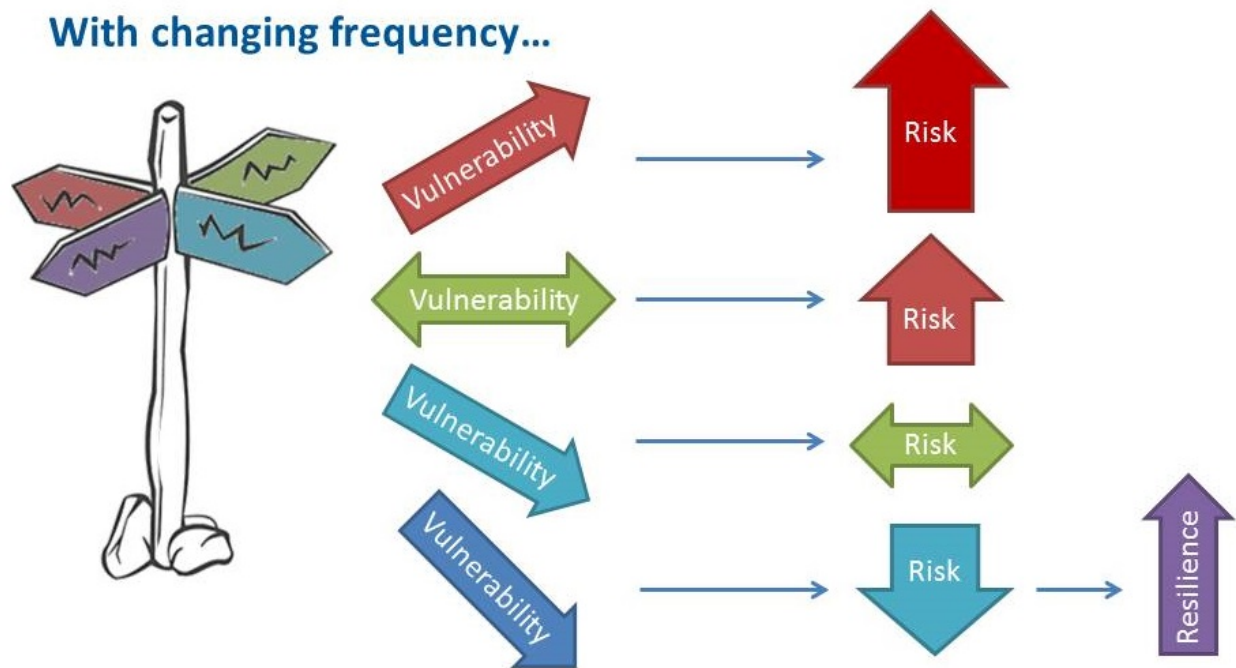 With changing frequency...
Vulnerability
Risk
Vulnerability
Risk
Vulnerability
Risk
Vulnerability
Risk
Resilience